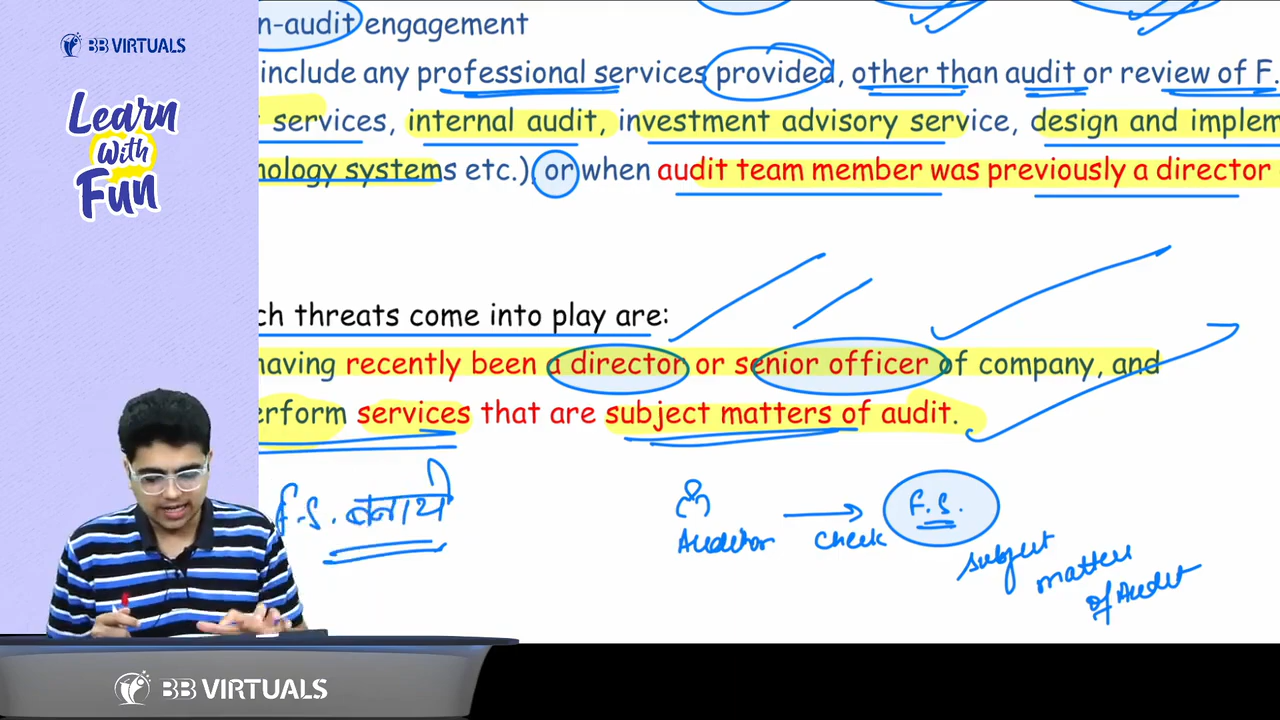 BB VIRTUALS
Learn
with
Fun
n-audit engagement
include any professional services provided, other than audit or review of F.
services, internal audit, investment advisory service, design and implem
nology systems etc.), or when audit team member was previously a director
ch threats come into play are:
having recently been a director or senior officer of company, and
erform services that are subject matters of audit.
F.S. बनायी
Auditor
check
F.S.
subject
matter
of Audit
BB VIRTUALS